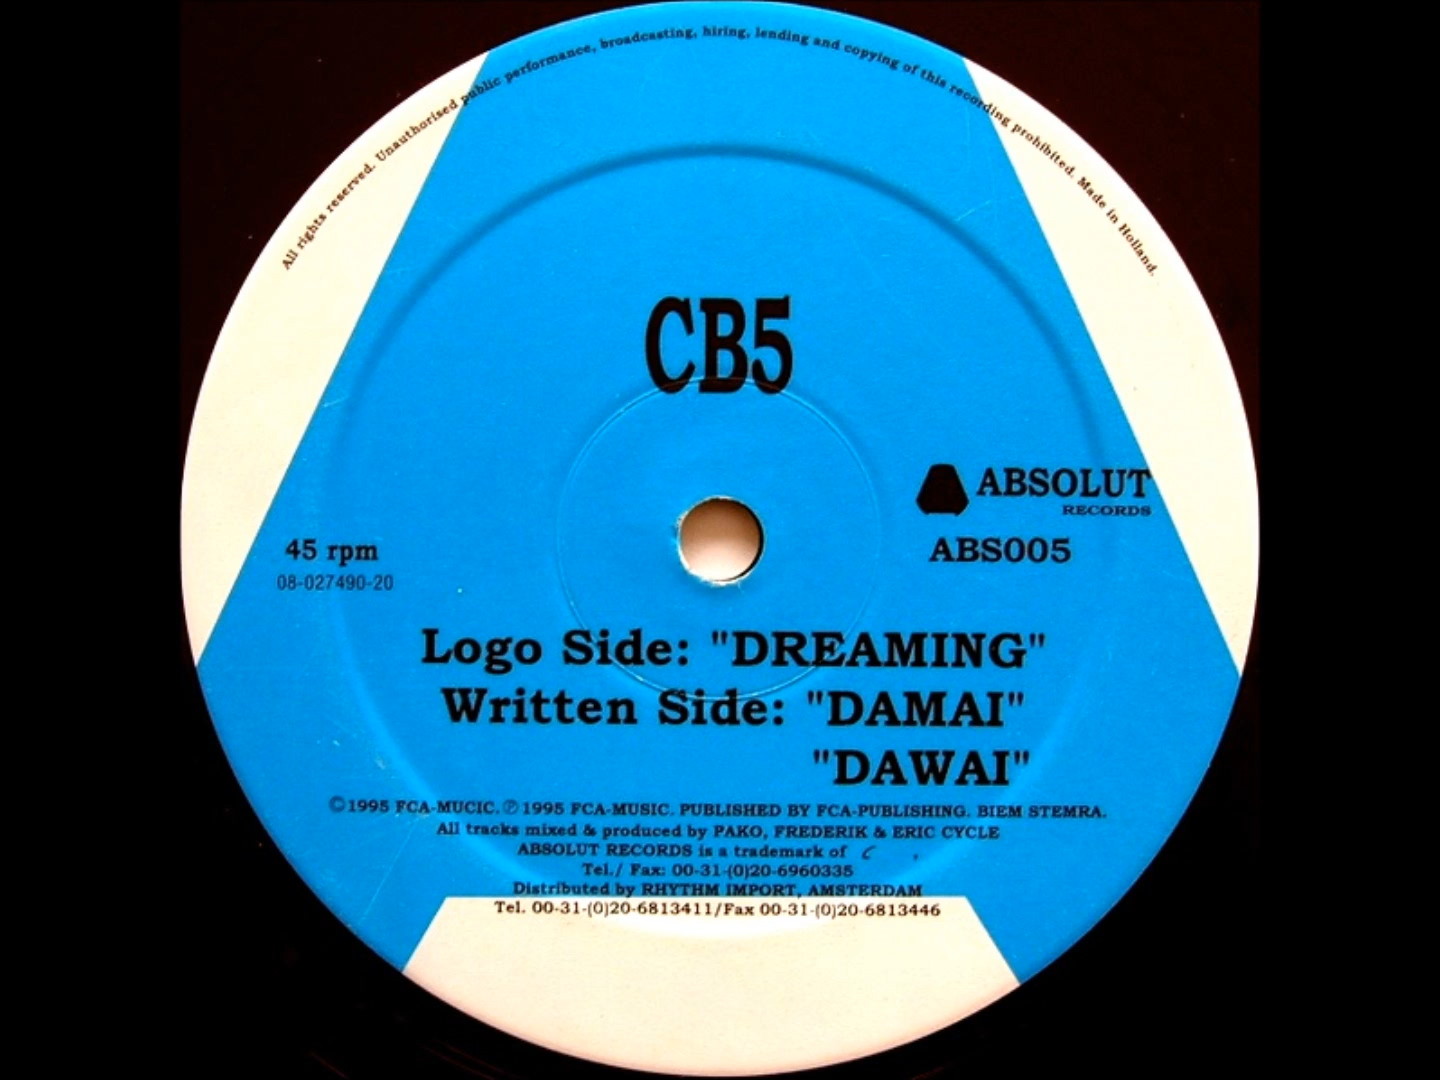 All rights reserved. Unauthorised public performance, broadcasting, hiring, lending and copying of this recording prohibited. Made in Holland.
CB5
ABSOLUT
RECORDS
45 rpm
ABS005
08-027490-20
Logo Side: "DREAMING"
Written Side: "DAMAI"
"DAWAI"
©1995 FCA-MUCIC. ℗ 1995 FCA-MUSIC. PUBLISHED BY FCA-PUBLISHING. BIEM STEMRA.
All tracks mixed & produced by PAKO, FREDERIK & ERIC CYCLE
ABSOLUT RECORDS is a trademark of
Tel./ Fax: 00-31-(0)20-6960335
Distributed by RHYTHM IMPORT, AMSTERDAM
Tel. 00-31-(0)20-6813411/Fax 00-31-(0)20-6813446